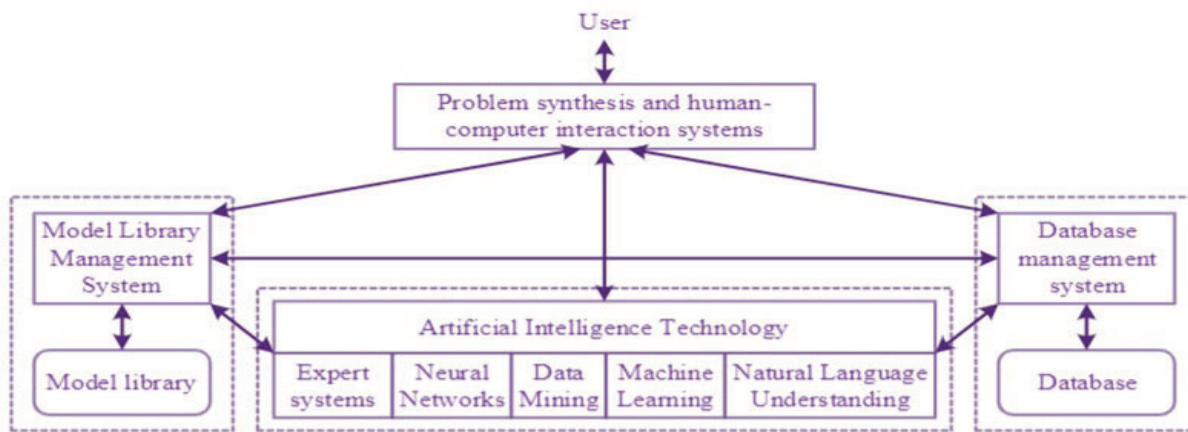 User
Problem synthesis and human-
computer interaction systems
Model Library
Management
System
Database
management
system
Artificial Intelligence Technology
Model library
Expert
systems
Neural
Networks
Data
Mining
Machine
Learning
Natural Language
Understanding
Database